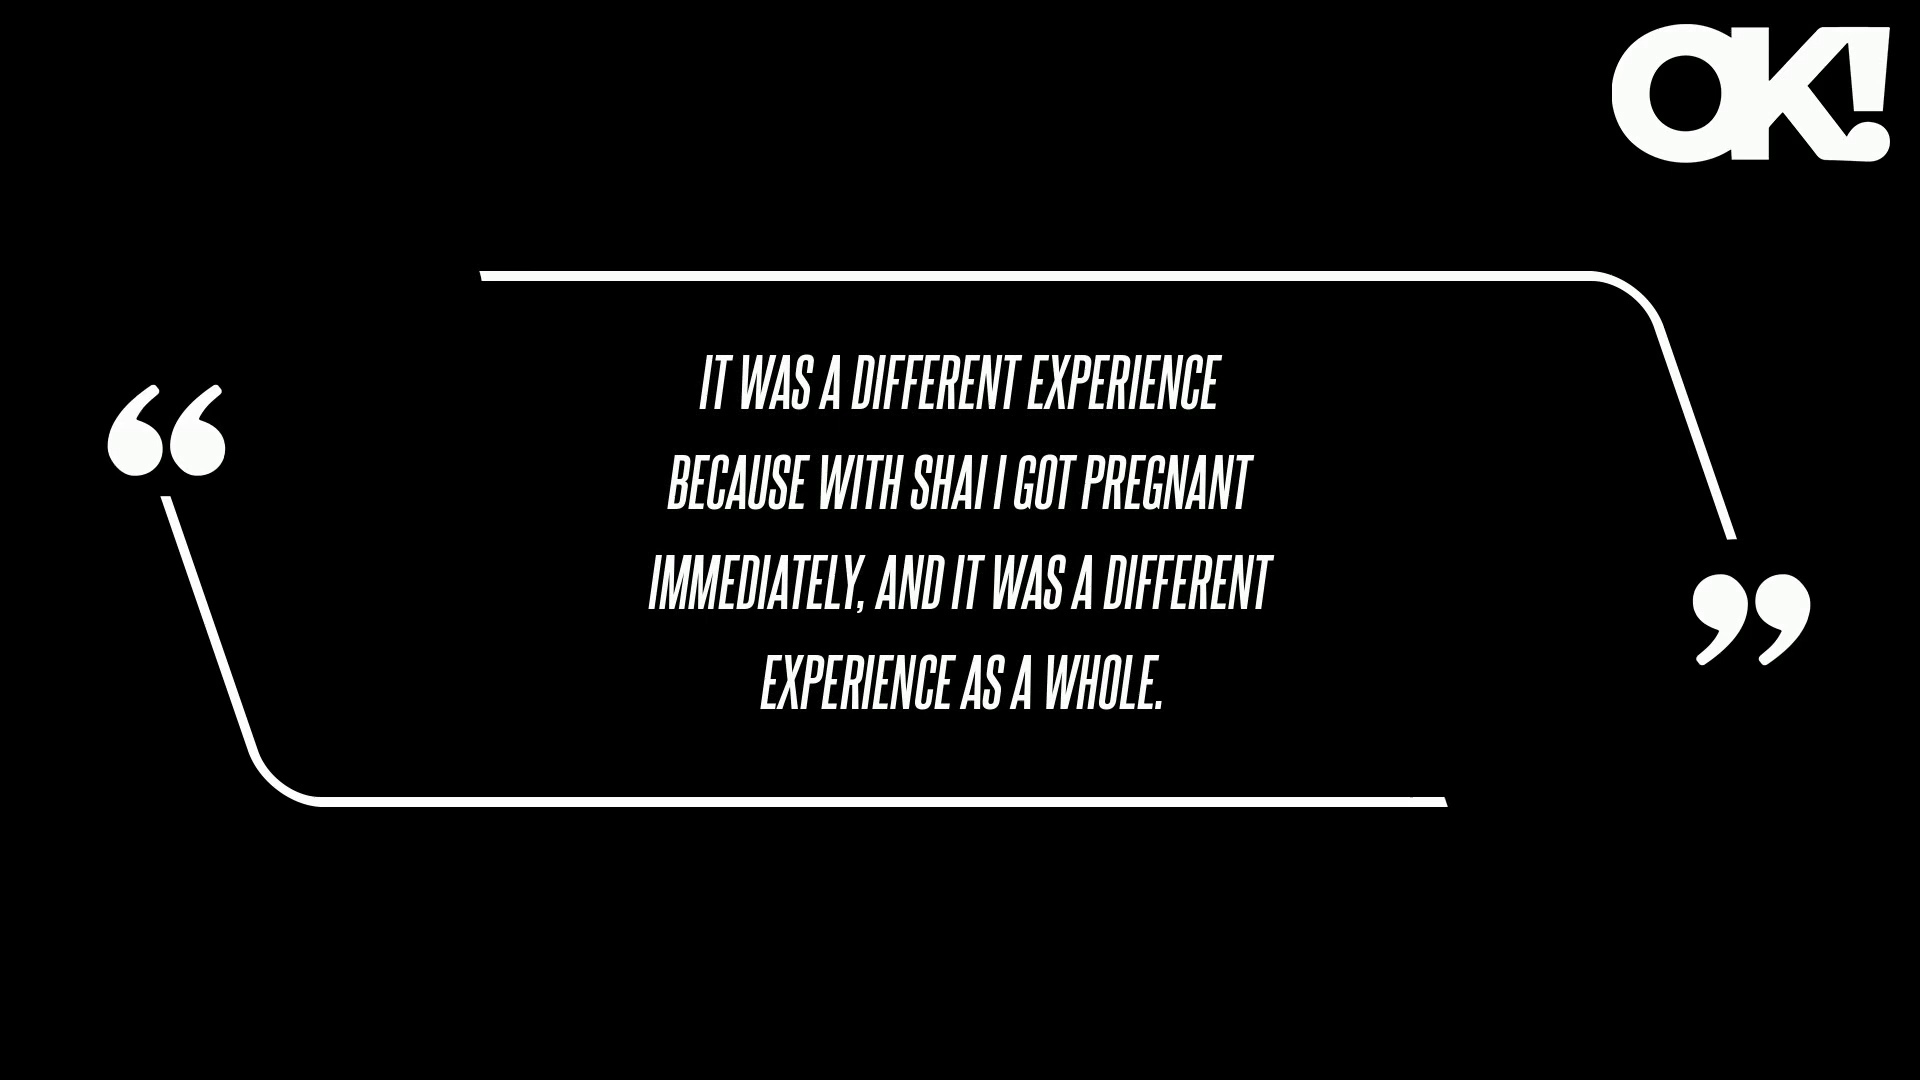 OK!
“
IT WAS A DIFFERENT EXPERIENCE
BECAUSE WITH SHAI I GOT PREGNANT
IMMEDIATELY, AND IT WAS A DIFFERENT
EXPERIENCE AS A WHOLE.
”